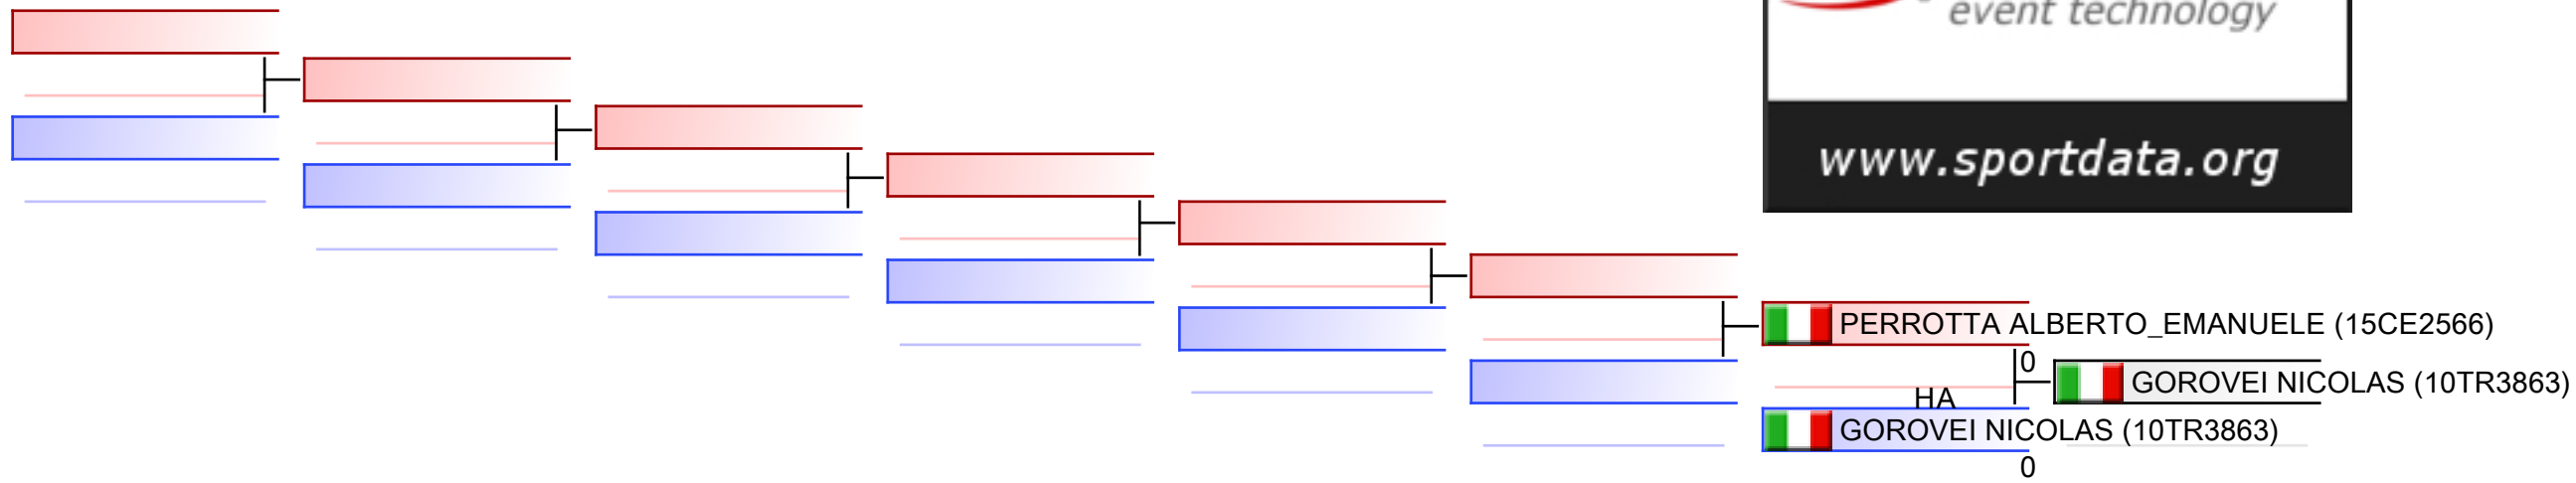 event technology
www.sportdata.org
PERROTTA ALBERTO_EMANUELE (15CE2566)
0
GOROVEI NICOLAS (10TR3863)
HA
GOROVEI NICOLAS (10TR3863)
0